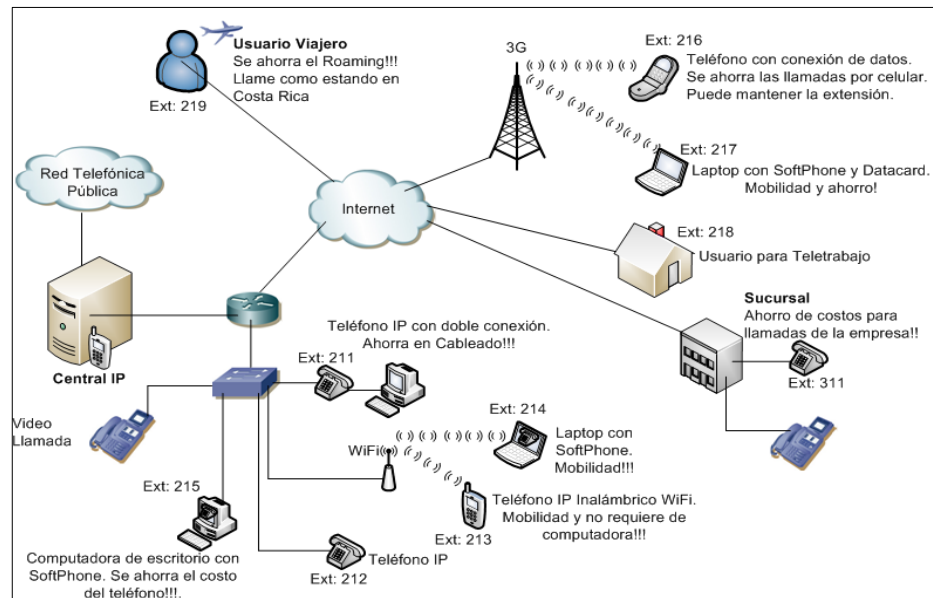 Usuario Viajero
Se ahorra el Roaming!!!
Llame como estando en
Costa Rica
Ext: 219
3G
Ext: 216
Teléfono con conexión de datos.
Se ahorra las llamadas por celular.
Puede mantener la extensión.
Ext: 217
Laptop con SoftPhone y Datacard.
Mobilidad y ahorro!
Red Telefónica
Pública
Internet
Ext: 218
Usuario para Teletrabajo
Sucursal
Ahorro de costos para
llamadas de la empresa!!
Ext: 311
Central IP
Teléfono IP con doble conexión.
Ahorra en Cableado!!!
Ext: 211
Video
Llamada
Ext: 214
Laptop con
SoftPhone.
Mobilidad!!!
WiFi
Teléfono IP Inalámbrico WiFi.
Mobilidad y no requiere de
computadora!!!
Ext: 213
Ext: 215
Computadora de escritorio con
SoftPhone. Se ahorra el costo
del teléfono!!!.
Teléfono IP
Ext: 212